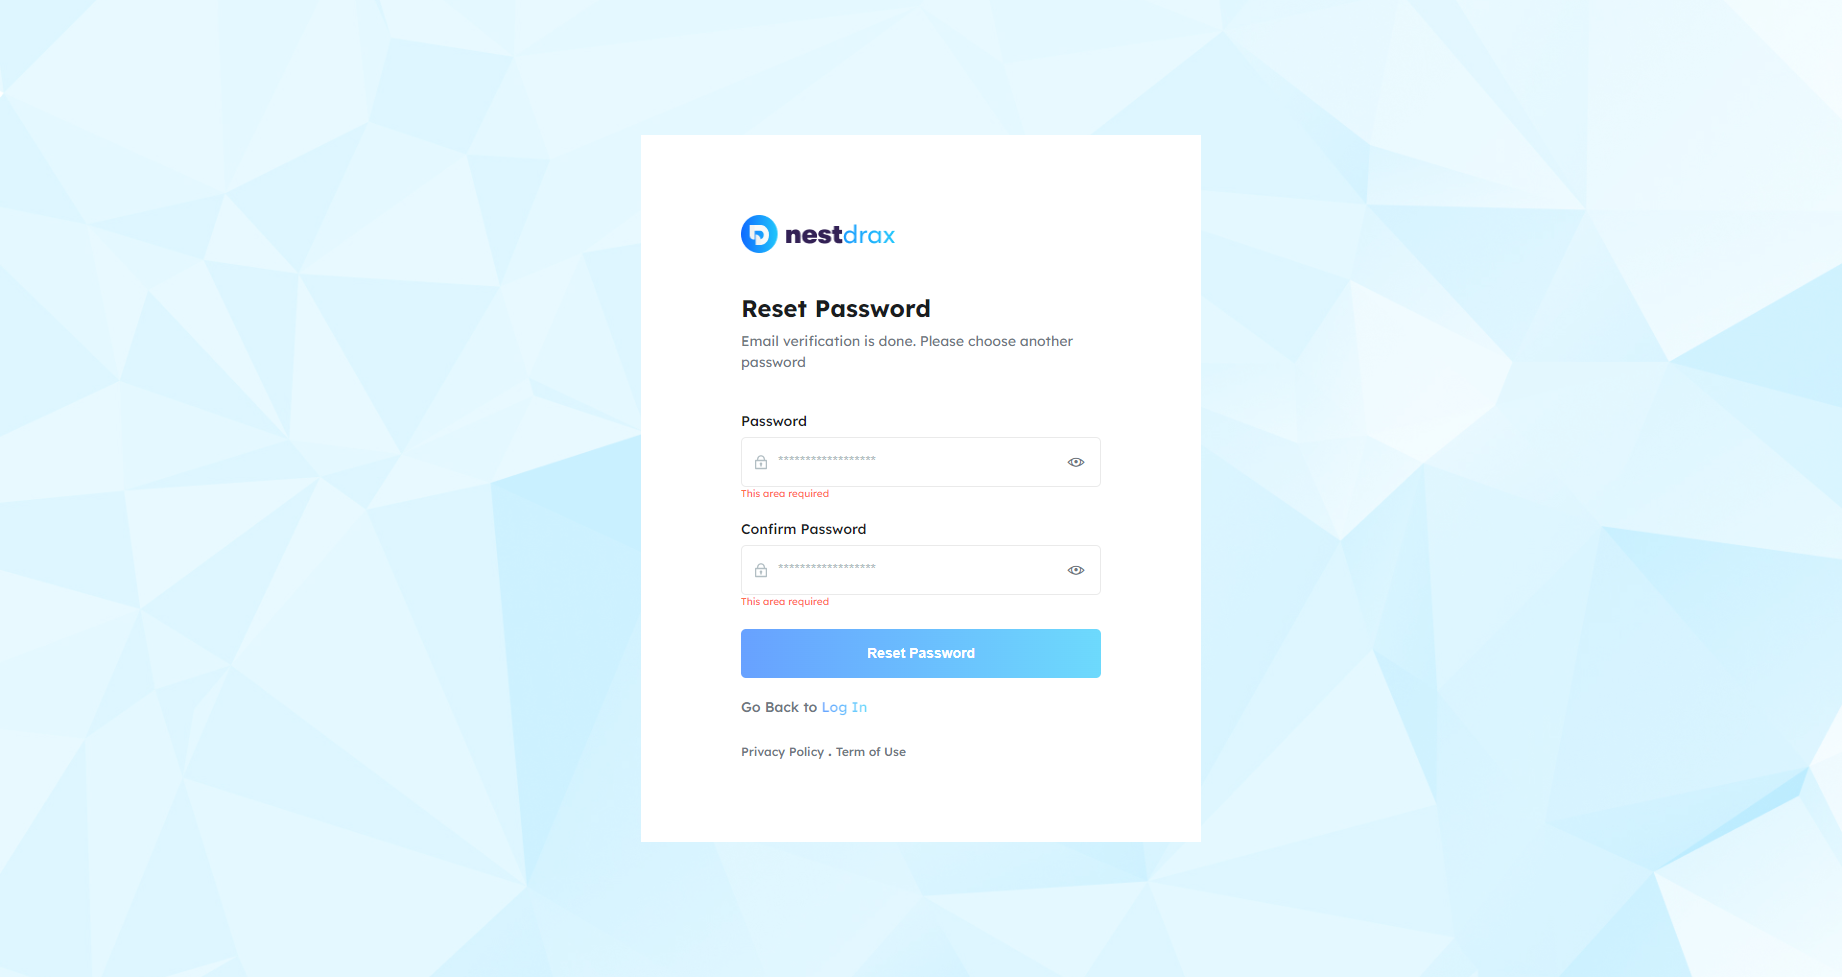 nestdrax
Reset Password
Email verification is done. Please choose another
password
Password
******************
This area required
Confirm Password
******************
This area required
Reset Password
Go Back to Log In
Privacy Policy . Term of Use